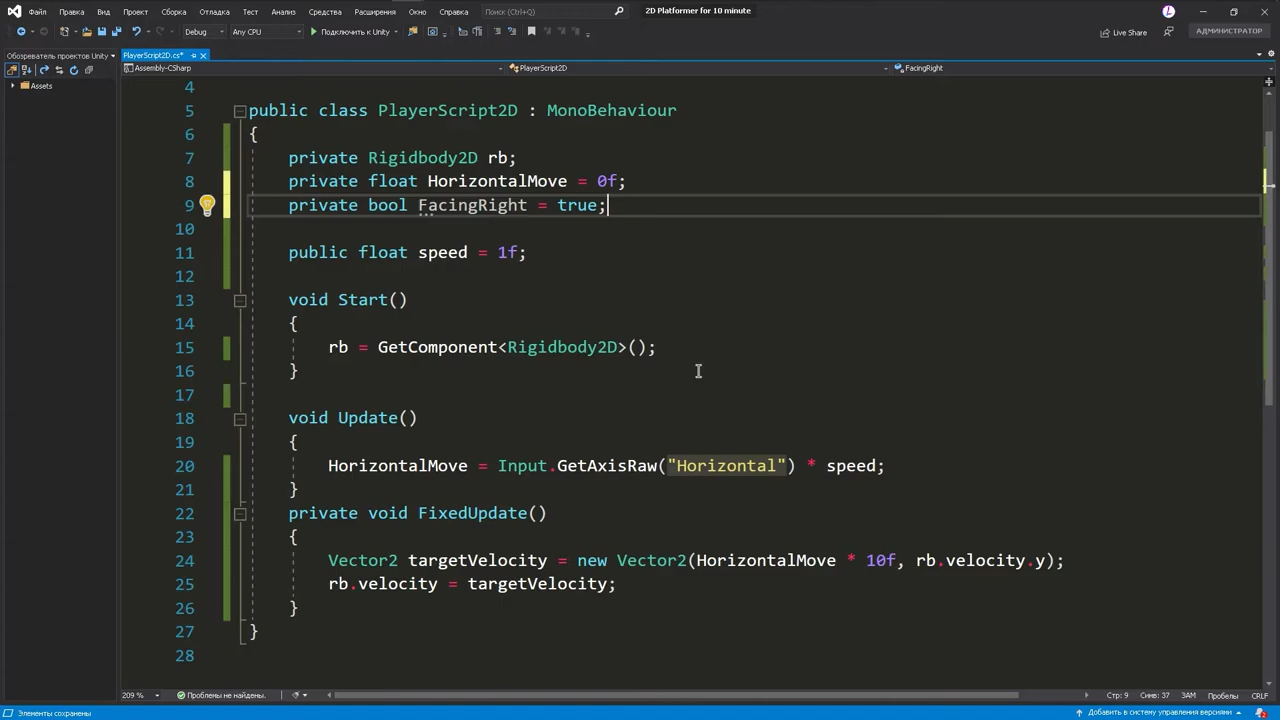 Файл Правка Вид Git Проект Сборка Отладка Тест Анализ Средства Расширения Окно Справка Поиск (Ctrl+Q) 2D Platformer for 10 minute L
Debug Any CPU Подключить к Unity Live Share АДМИНИСТРАТОР
Обозреватель проектов Unity
Assets
PlayerScript2D.cs*
Assembly-CSharp PlayerScript2D FacingRight
4
5 public class PlayerScript2D : MonoBehaviour
6 {
7 private Rigidbody2D rb;
8 private float HorizontalMove = 0f;
9 private bool FacingRight = true;
10
11 public float speed = 1f;
12
13 void Start()
14 {
15 rb = GetComponent<Rigidbody2D>();
16 }
17
18 void Update()
19 {
20 HorizontalMove = Input.GetAxisRaw("Horizontal") * speed;
21 }
22 private void FixedUpdate()
23 {
24 Vector2 targetVelocity = new Vector2(HorizontalMove * 10f, rb.velocity.y);
25 rb.velocity = targetVelocity;
26 }
27 }
28
209 % Проблемы не найдены. Стр: 9 Симв: 37 ЗАМ Пробелы CRLF
Элементы сохранены Добавить в систему управления версиями 2